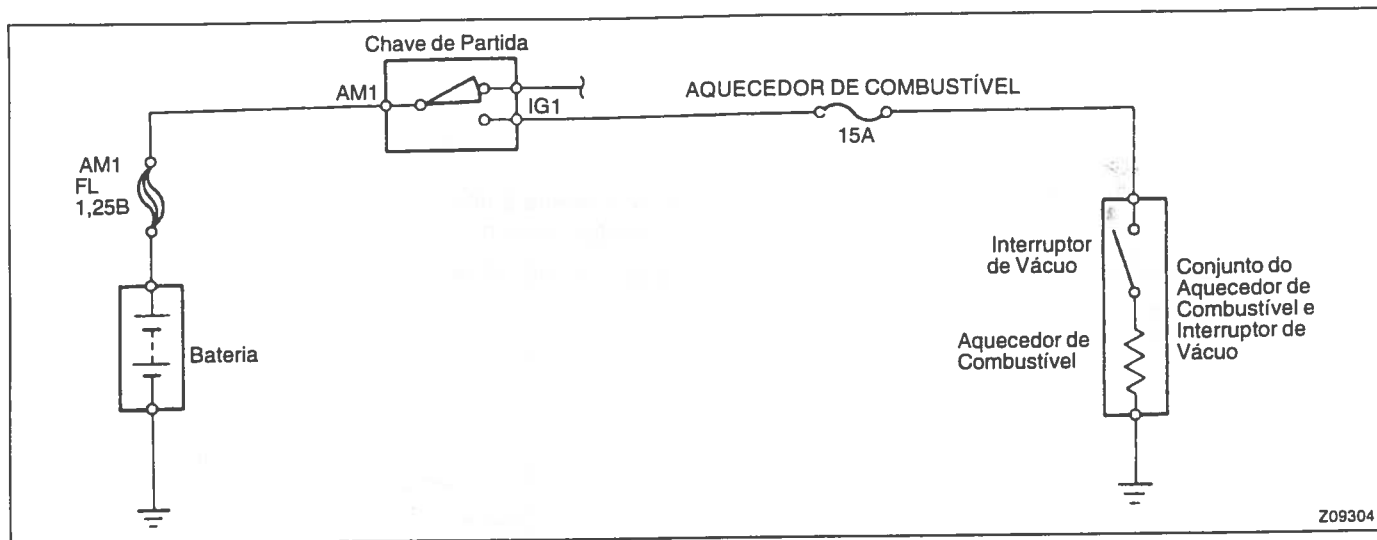 Chave de Partida
AM1
IG1
AQUECEDOR DE COMBUSTÍVEL
15A
AM1
FL
1,25B
Bateria
Interruptor
de Vácuo
Aquecedor de
Combustível
Conjunto do
Aquecedor de
Combustível e
Interruptor de
Vácuo
Z09304